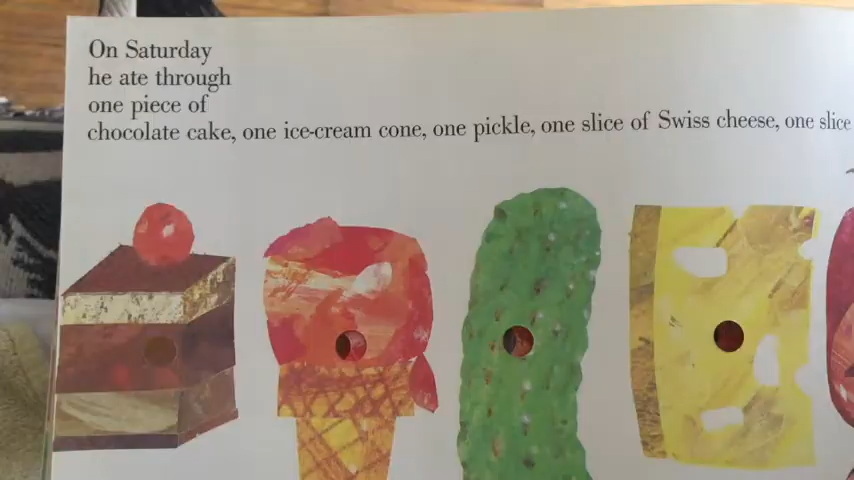 On Saturday
he ate through
one piece of
chocolate cake, one ice-cream cone, one pickle, one slice of Swiss cheese, one slice